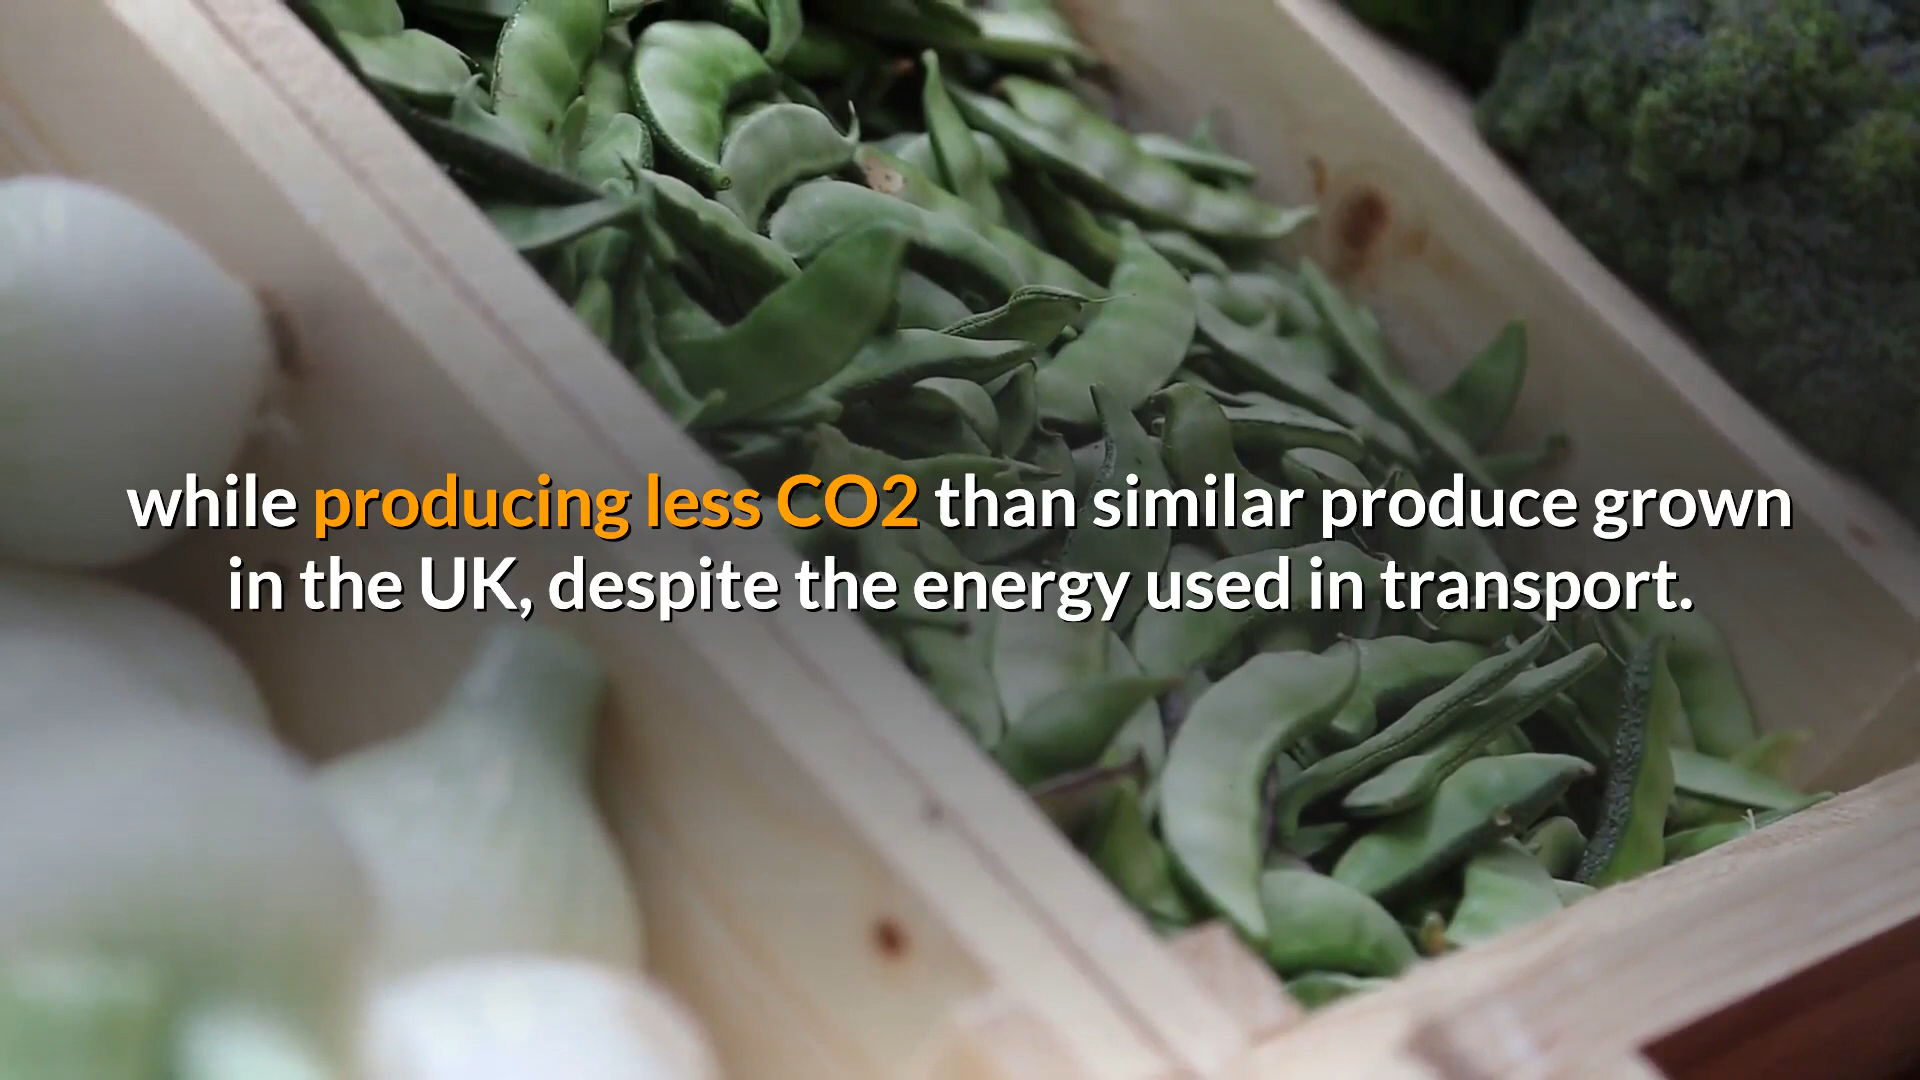 while producing less CO2 than similar produce grown
in the UK, despite the energy used in transport.